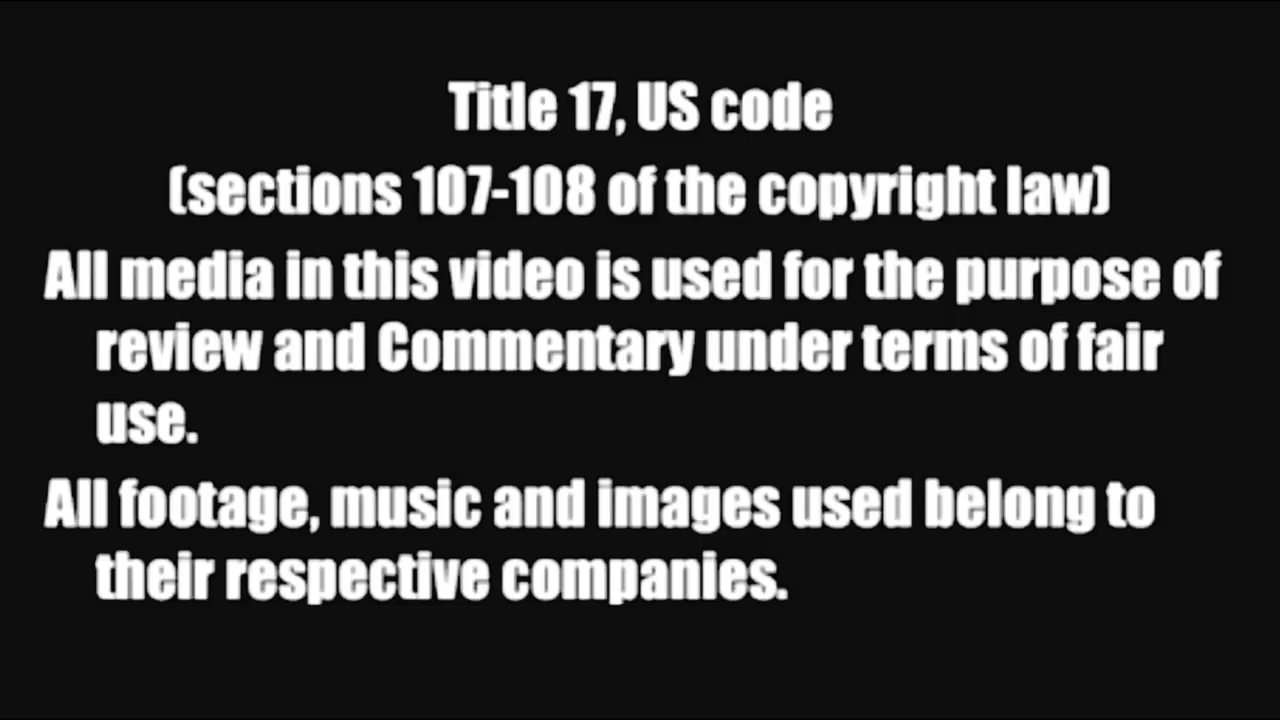 Title 17, US code
(sections 107-108 of the copyright law)
All media in this video is used for the purpose of
review and Commentary under terms of fair
use.
All footage, music and images used belong to
their respective companies.